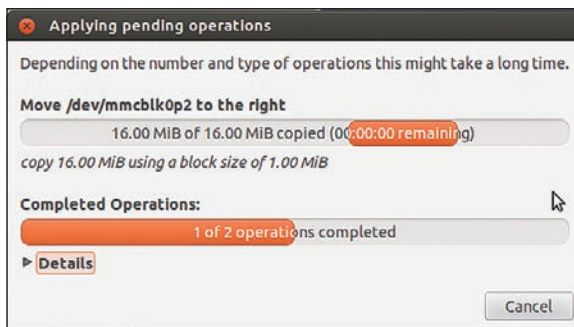 Applying pending operations
Depending on the number and type of operations this might take a long time.
Move /dev/mmcblk0p2 to the right
16.00 MiB of 16.00 MiB copied (00:00:00 remaining)
copy 16.00 MiB using a block size of 1.00 MiB
Completed Operations:
1 of 2 operations completed
Details
Cancel